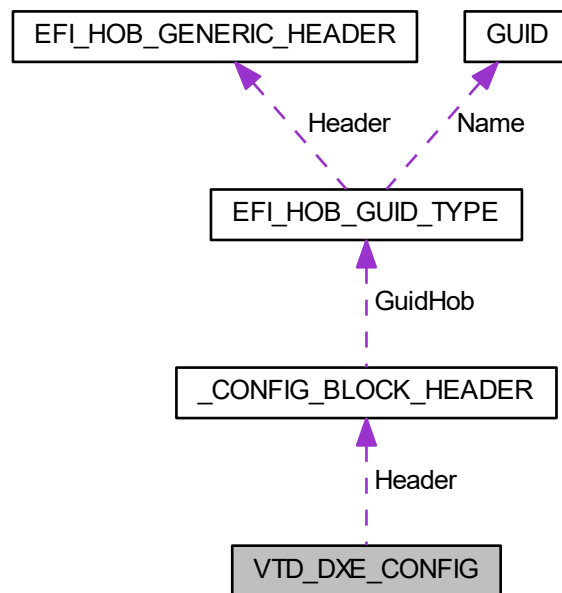 EFI_HOB_GENERIC_HEADER
GUID
Header
Name
EFI_HOB_GUID_TYPE
GuidHob
_CONFIG_BLOCK_HEADER
Header
VTD_DXE_CONFIG